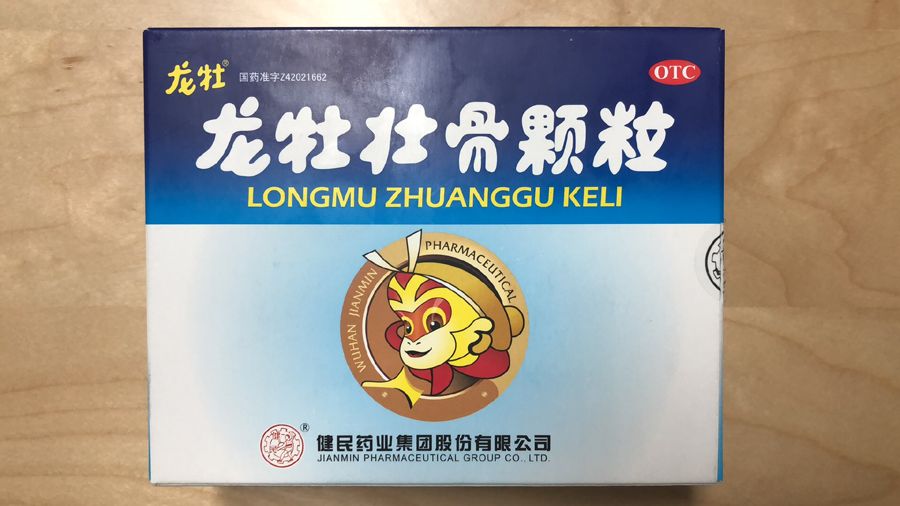 龙牡®
国药准字Z42021662
OTC
龙牡壮骨颗粒
LONGMU ZHUANGGU KELI
WUHAN JIANMIN PHARMACEUTICAL
®
健民药业集团股份有限公司
JIANMIN PHARMACEUTICAL GROUP CO., LTD.